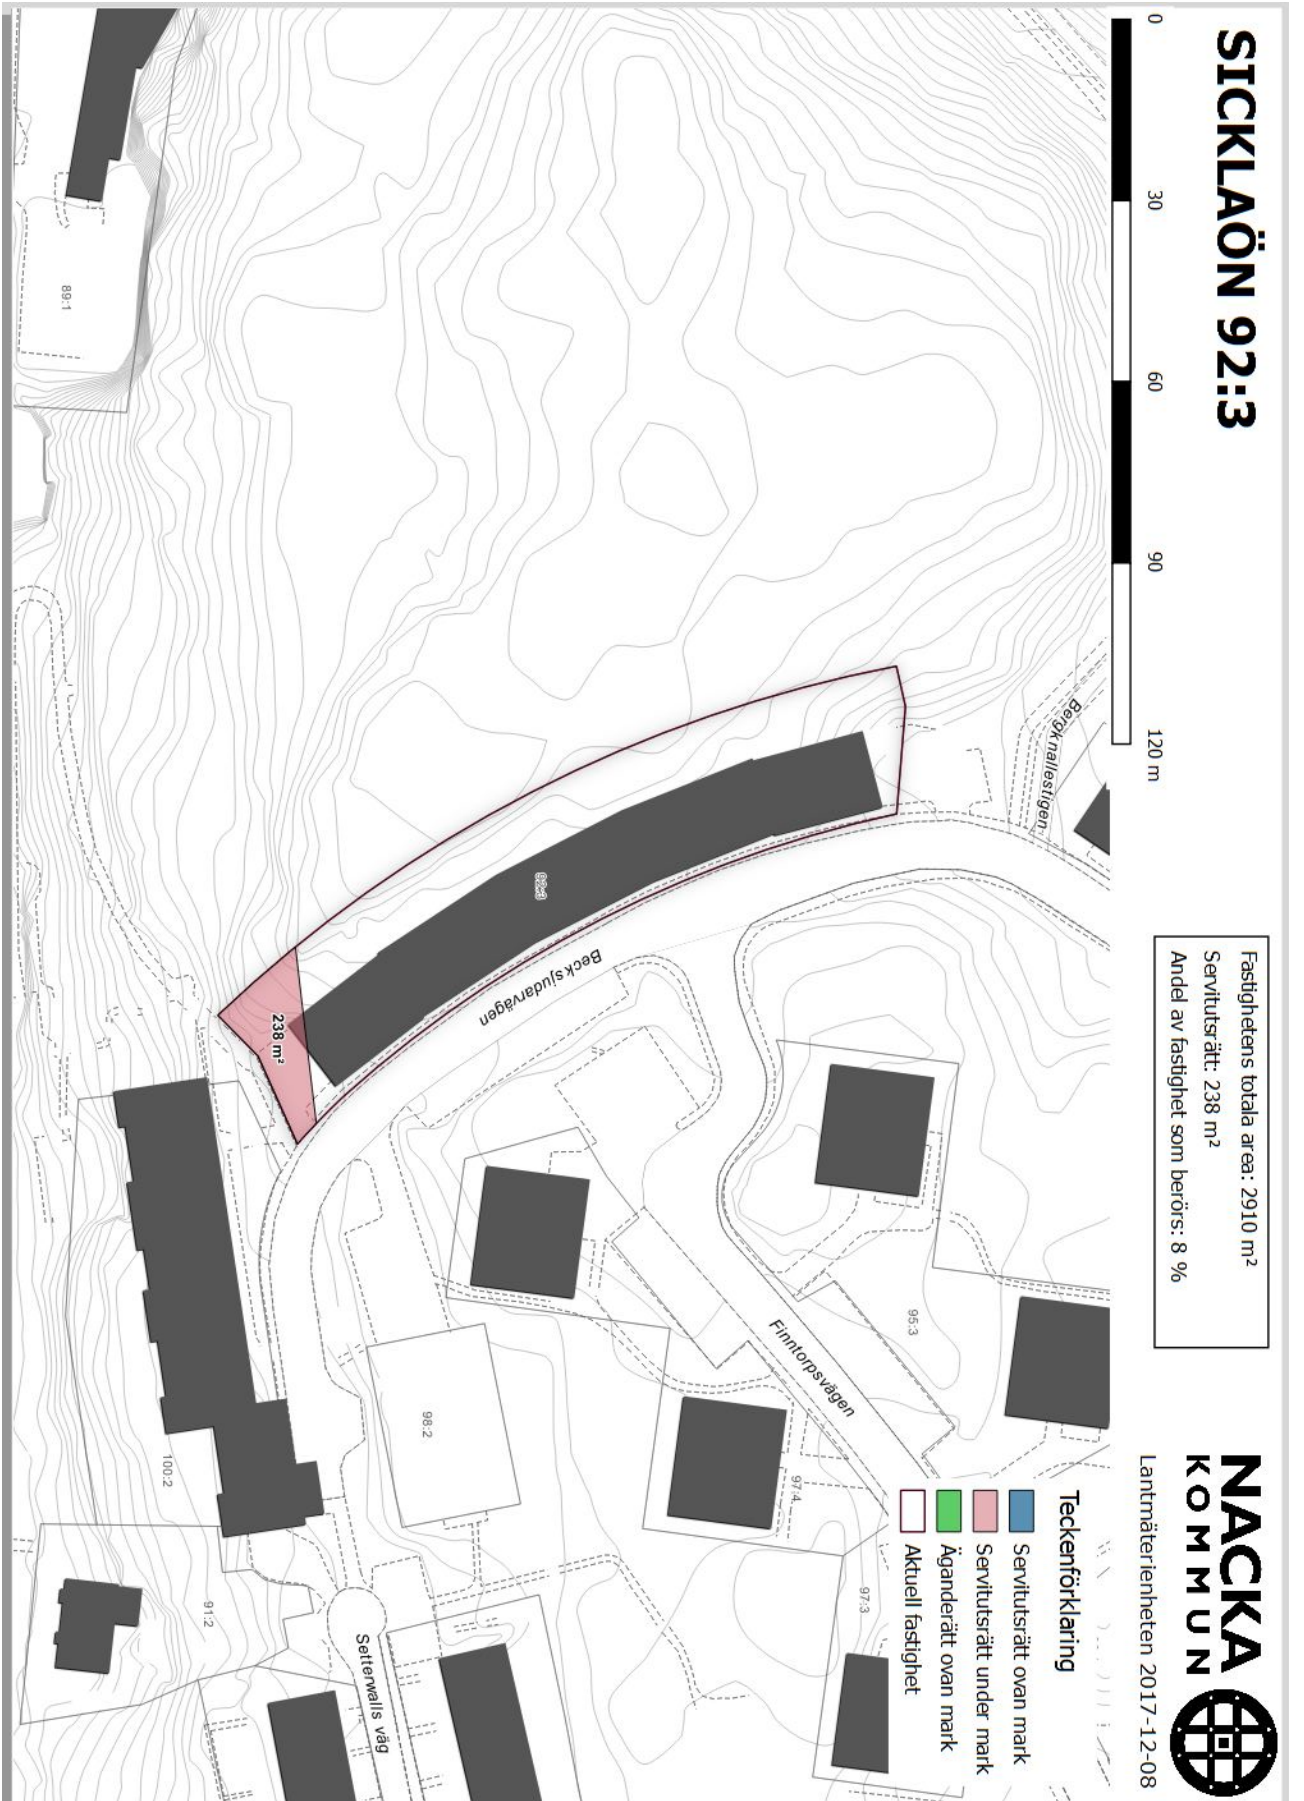 SICKLAÖN 92:3
Fastighetens totala area: 2910 m²
Servitutsrätt: 238 m²
Andel av fastighet som berörs: 8 %
NACKA
KOMMUN
Lantmäterienheten 2017-12-08
0 30 60 90 120 m
Teckenförklaring
Servitutsrätt ovan mark
Servitutsrätt under mark
Äganderätt ovan mark
Aktuell fastighet
Bergknallestigen
95:3
Finntorpsvägen
97:4
97:3
Becksjudarvägen
92:3
98:2
238 m²
Setterwalls väg
91:2
100:2
89:1